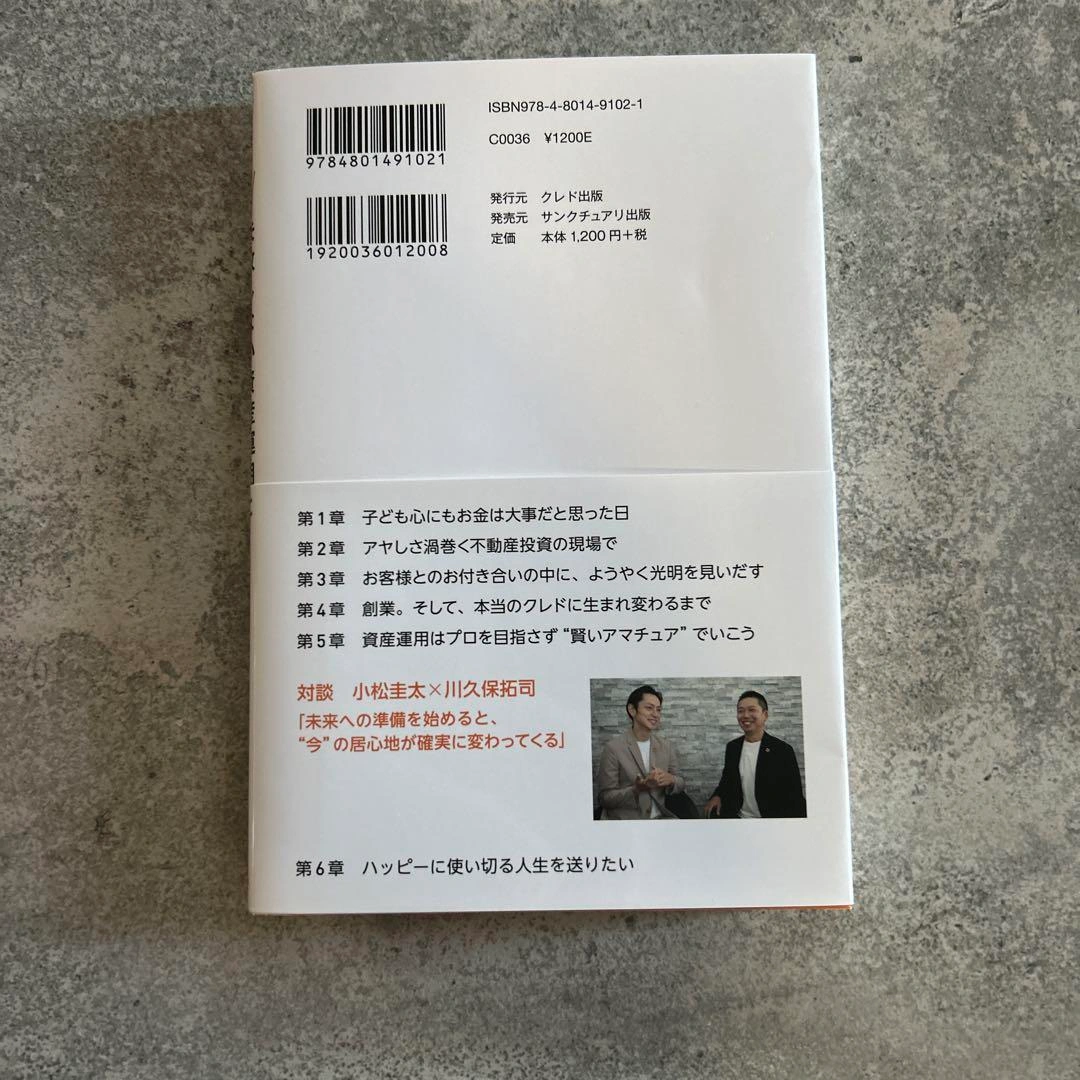 ISBN978-4-8014-9102-1
9784801491021
C0036 ¥1200E
1920036012008
発行元 クレド出版
発売元 サンクチュアリ出版
定価 本体1,200円+税
第1章 子ども心にもお金は大事だと思った日
第2章 アヤしさ渦巻く不動産投資の現場で
第3章 お客様とのお付き合いの中に、ようやく光明を見いだす
第4章 創業。そして、本当のクレドに生まれ変わるまで
第5章 資産運用はプロを目指さず“賢いアマチュア”でいこう
対談 小松圭太×川久保拓司
「未来への準備を始めると、
“今”の居心地が確実に変わってくる」
第6章 ハッピーに使い切る人生を送りたい